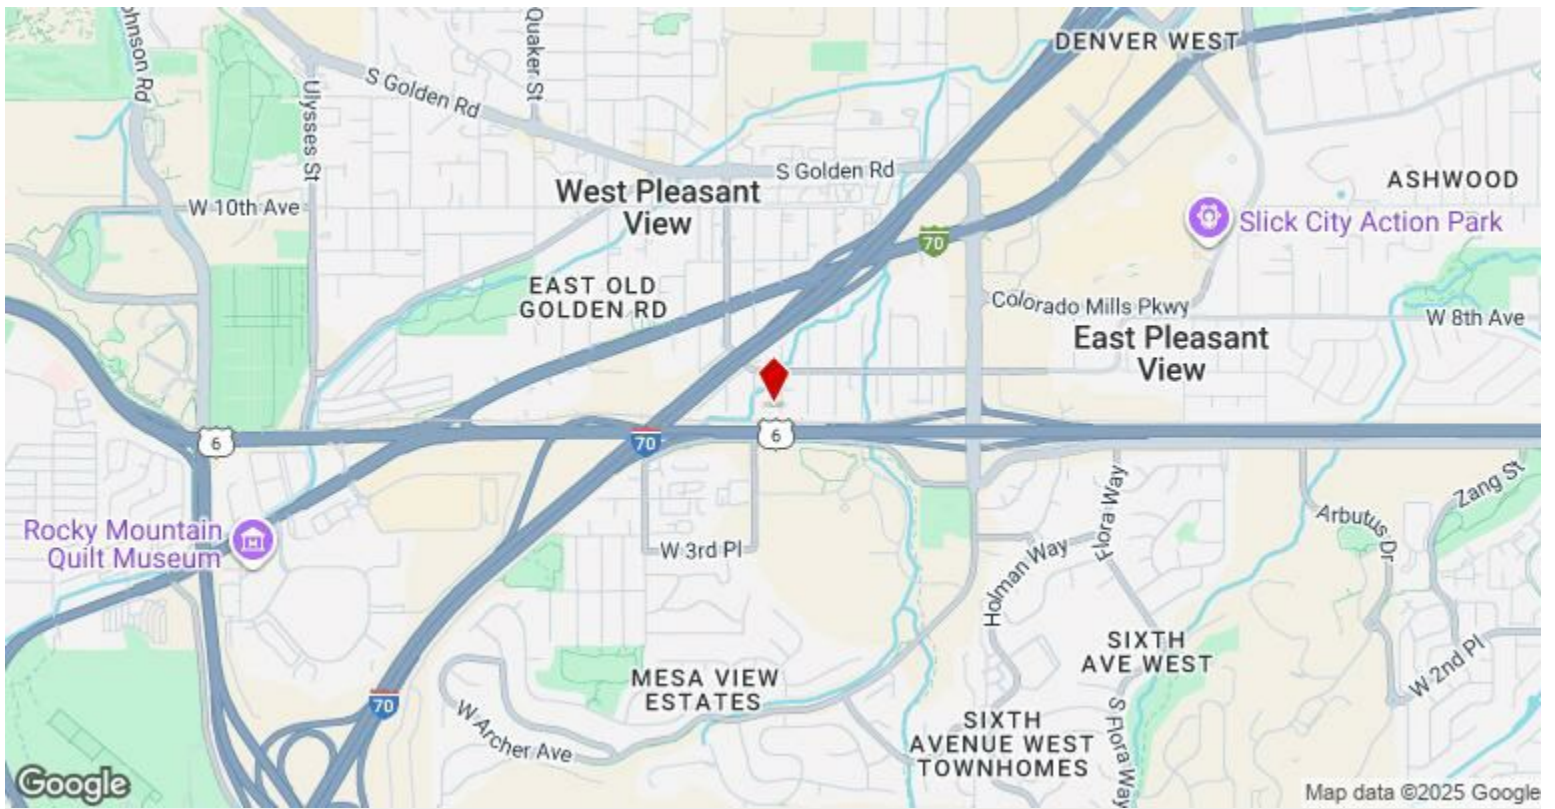 Johnson Rd
Quaker St
DENVER WEST
S Golden Rd
Ulysses St
S Golden Rd
West Pleasant
View
ASHWOOD
W 10th Ave
Slick City Action Park
70
EAST OLD
GOLDEN RD
Colorado Mills Pkwy
W 8th Ave
East Pleasant
View
6
70
6
Zang St
Flora Way
Arbutus Dr
Rocky Mountain
Quilt Museum
W 3rd Pl
Holman Way
SIXTH
AVE WEST
W 2nd Pl
MESA VIEW
ESTATES
70
W Archer Ave
S Flora Way
SIXTH
AVENUE WEST
TOWNHOMES
Google
Map data ©2025 Google